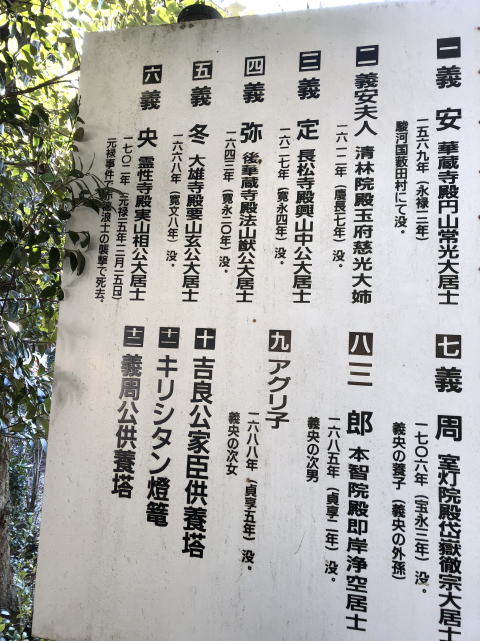 一 義安 華蔵寺殿円山常光大居士
一五六九年（永禄一二年）
駿河国藪田村にて没。
二 義安夫人 清林院殿玉府慈光大姉
一六一二年（慶長一七年）没。
三 義定 長松寺殿興山中公大居士
一六二七年（寛永四年）没。
四 義弥 後華蔵寺殿法山猷公大居士
一六四三年（寛永二〇年）没。
五 義冬 大雄寺殿要山玄公大居士
一六六八年（寛文八年）没。
六 義央 霊性寺殿実山相公大居士
一七〇二年（元禄一五年一二月一五日）
元禄事件で赤穂浪士の襲撃で死去。
七 義周 室灯院殿岱嶽徹宗大居士
一七〇六年（宝永三年）没。
義央の養子（義央の外孫）
八 三郎 本智院殿即岸浄空居士
一六八五年（貞享二年）没。
義央の次男
九 アグリ子
一六八八年（貞享五年）没。
義央の次女
十 吉良公家臣供養塔
十一 キリシタン燈篭
十二 義周公供養塔